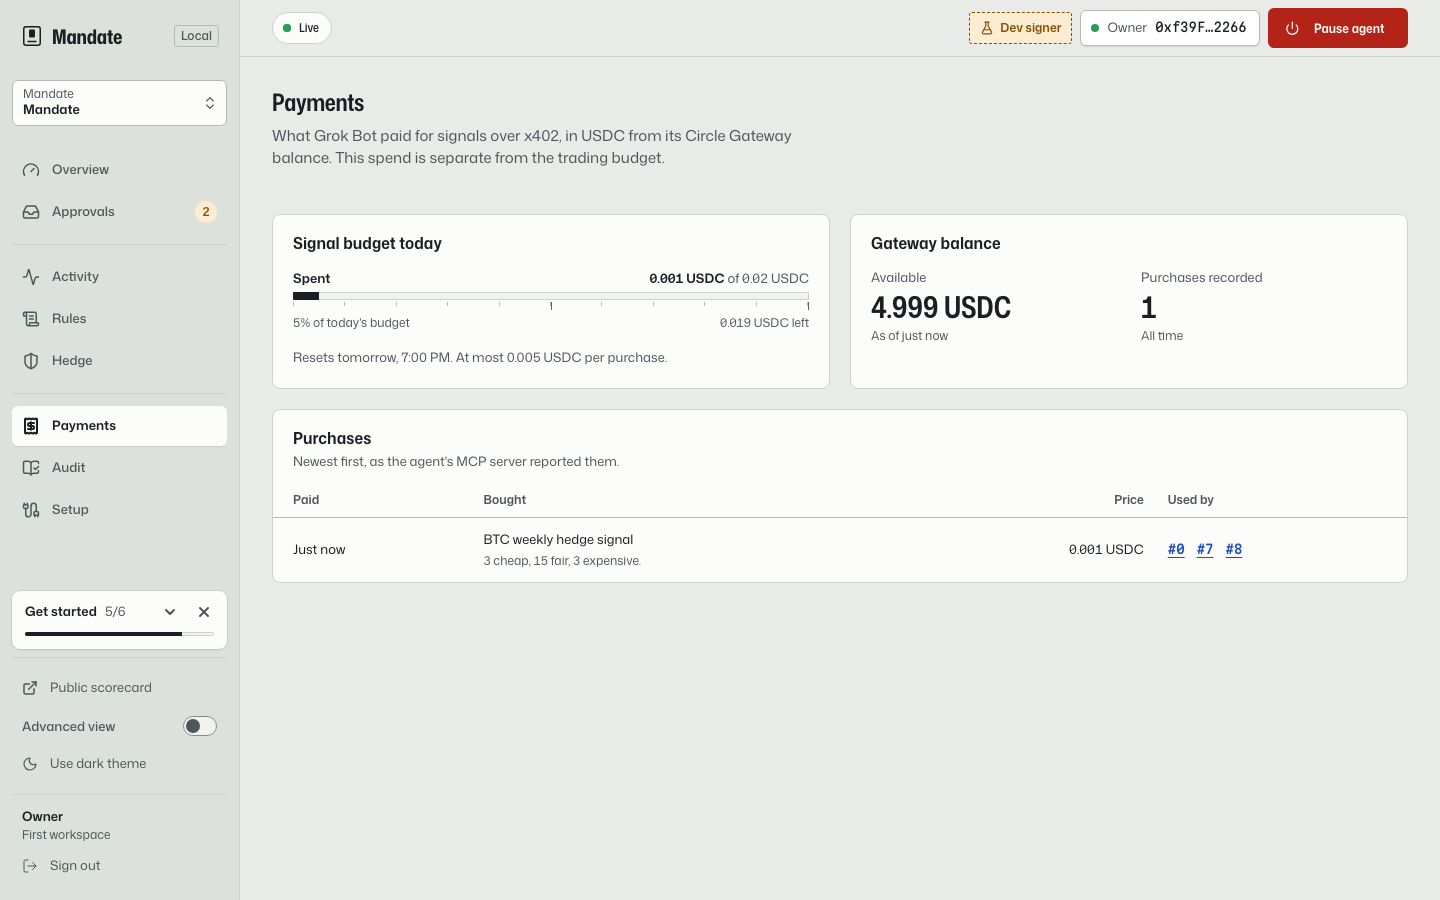 Mandate
Local
Live
Dev signer
Owner 0xf39F…2266
Pause agent
Mandate
Mandate
Overview
Approvals
2
Activity
Rules
Hedge
Payments
Audit
Setup
Get started 5/6
Public scorecard
Advanced view
Use dark theme
Owner
First workspace
Sign out
Payments
What Grok Bot paid for signals over x402, in USDC from its Circle Gateway
balance. This spend is separate from the trading budget.
Signal budget today
Spent
0.001 USDC of 0.02 USDC
5% of today's budget
0.019 USDC left
Resets tomorrow, 7:00 PM. At most 0.005 USDC per purchase.
Gateway balance
Available
4.999 USDC
As of just now
Purchases recorded
1
All time
Purchases
Newest first, as the agent's MCP server reported them.
Paid
Bought
Price
Used by
Just now
BTC weekly hedge signal
3 cheap, 15 fair, 3 expensive.
0.001 USDC
#0 #7 #8